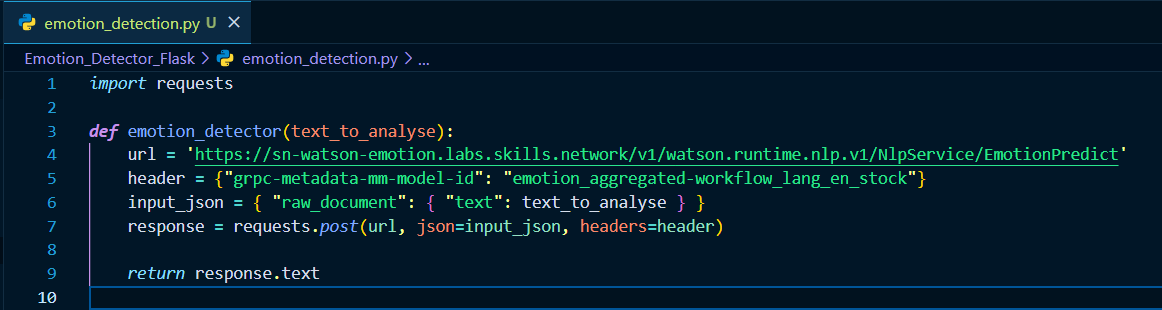 emotion_detection.py U ×
Emotion_Detector_Flask > emotion_detection.py > ...
1 import requests
2
3 def emotion_detector(text_to_analyse):
4     url = 'https://sn-watson-emotion.labs.skills.network/v1/watson.runtime.nlp.v1/NlpService/EmotionPredict'
5     header = {"grpc-metadata-mm-model-id": "emotion_aggregated-workflow_lang_en_stock"}
6     input_json = { "raw_document": { "text": text_to_analyse } }
7     response = requests.post(url, json=input_json, headers=header)
8
9     return response.text
10